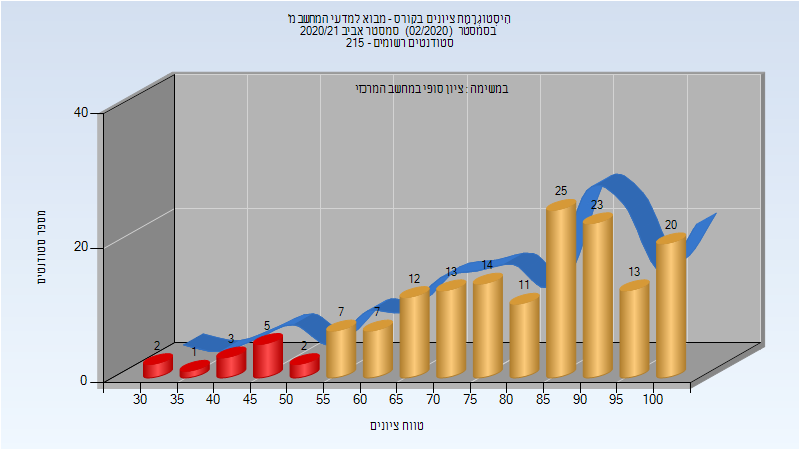 היסטוגרמת ציונים בקורס - מבוא למדעי המחשב מ'
בסמסטר (02/2020) סמסטר אביב 2020/21
סטודנטים רשומים - 215
במשימה : ציון סופי במחשב המרכזי
מספר סטודנטים
40
20
0
2 1 3 5 2 7 7 12 13 14 11 25 23 13 20
30 35 40 45 50 55 60 65 70 75 80 85 90 95 100
טווח ציונים